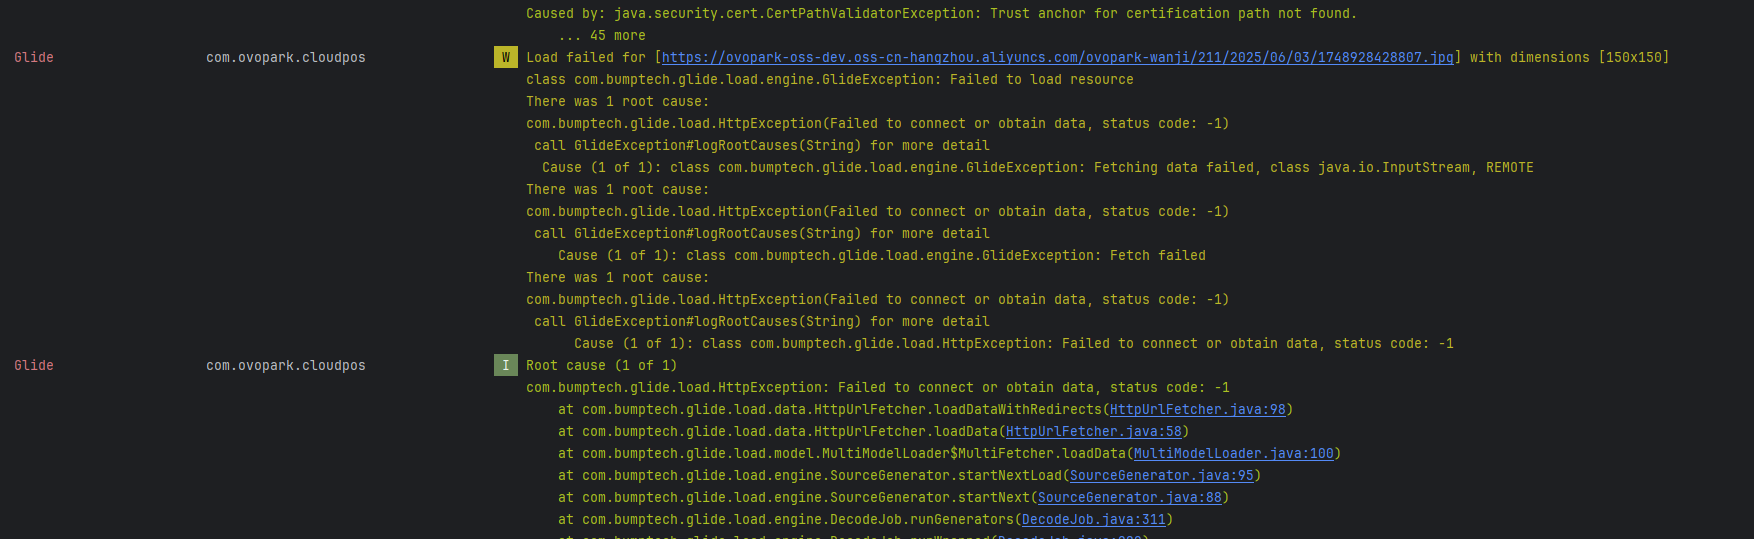 Caused by: java.security.cert.CertPathValidatorException: Trust anchor for certification path not found.
... 45 more
Glide com.ovopark.cloudpos W Load failed for [https://ovopark-oss-dev.oss-cn-hangzhou.aliyuncs.com/ovopark-wanji/211/2025/06/03/1748928428807.jpg] with dimensions [150x150]
class com.bumptech.glide.load.engine.GlideException: Failed to load resource
There was 1 root cause:
com.bumptech.glide.load.HttpException(Failed to connect or obtain data, status code: -1)
call GlideException#logRootCauses(String) for more detail
Cause (1 of 1): class com.bumptech.glide.load.engine.GlideException: Fetching data failed, class java.io.InputStream, REMOTE
There was 1 root cause:
com.bumptech.glide.load.HttpException(Failed to connect or obtain data, status code: -1)
call GlideException#logRootCauses(String) for more detail
Cause (1 of 1): class com.bumptech.glide.load.engine.GlideException: Fetch failed
There was 1 root cause:
com.bumptech.glide.load.HttpException(Failed to connect or obtain data, status code: -1)
call GlideException#logRootCauses(String) for more detail
Cause (1 of 1): class com.bumptech.glide.load.HttpException: Failed to connect or obtain data, status code: -1
Glide com.ovopark.cloudpos I Root cause (1 of 1)
com.bumptech.glide.load.HttpException: Failed to connect or obtain data, status code: -1
at com.bumptech.glide.load.data.HttpUrlFetcher.loadDataWithRedirects(HttpUrlFetcher.java:98)
at com.bumptech.glide.load.data.HttpUrlFetcher.loadData(HttpUrlFetcher.java:58)
at com.bumptech.glide.load.model.MultiModelLoader$MultiFetcher.loadData(MultiModelLoader.java:100)
at com.bumptech.glide.load.engine.SourceGenerator.startNextLoad(SourceGenerator.java:95)
at com.bumptech.glide.load.engine.SourceGenerator.startNext(SourceGenerator.java:88)
at com.bumptech.glide.load.engine.DecodeJob.runGenerators(DecodeJob.java:311)